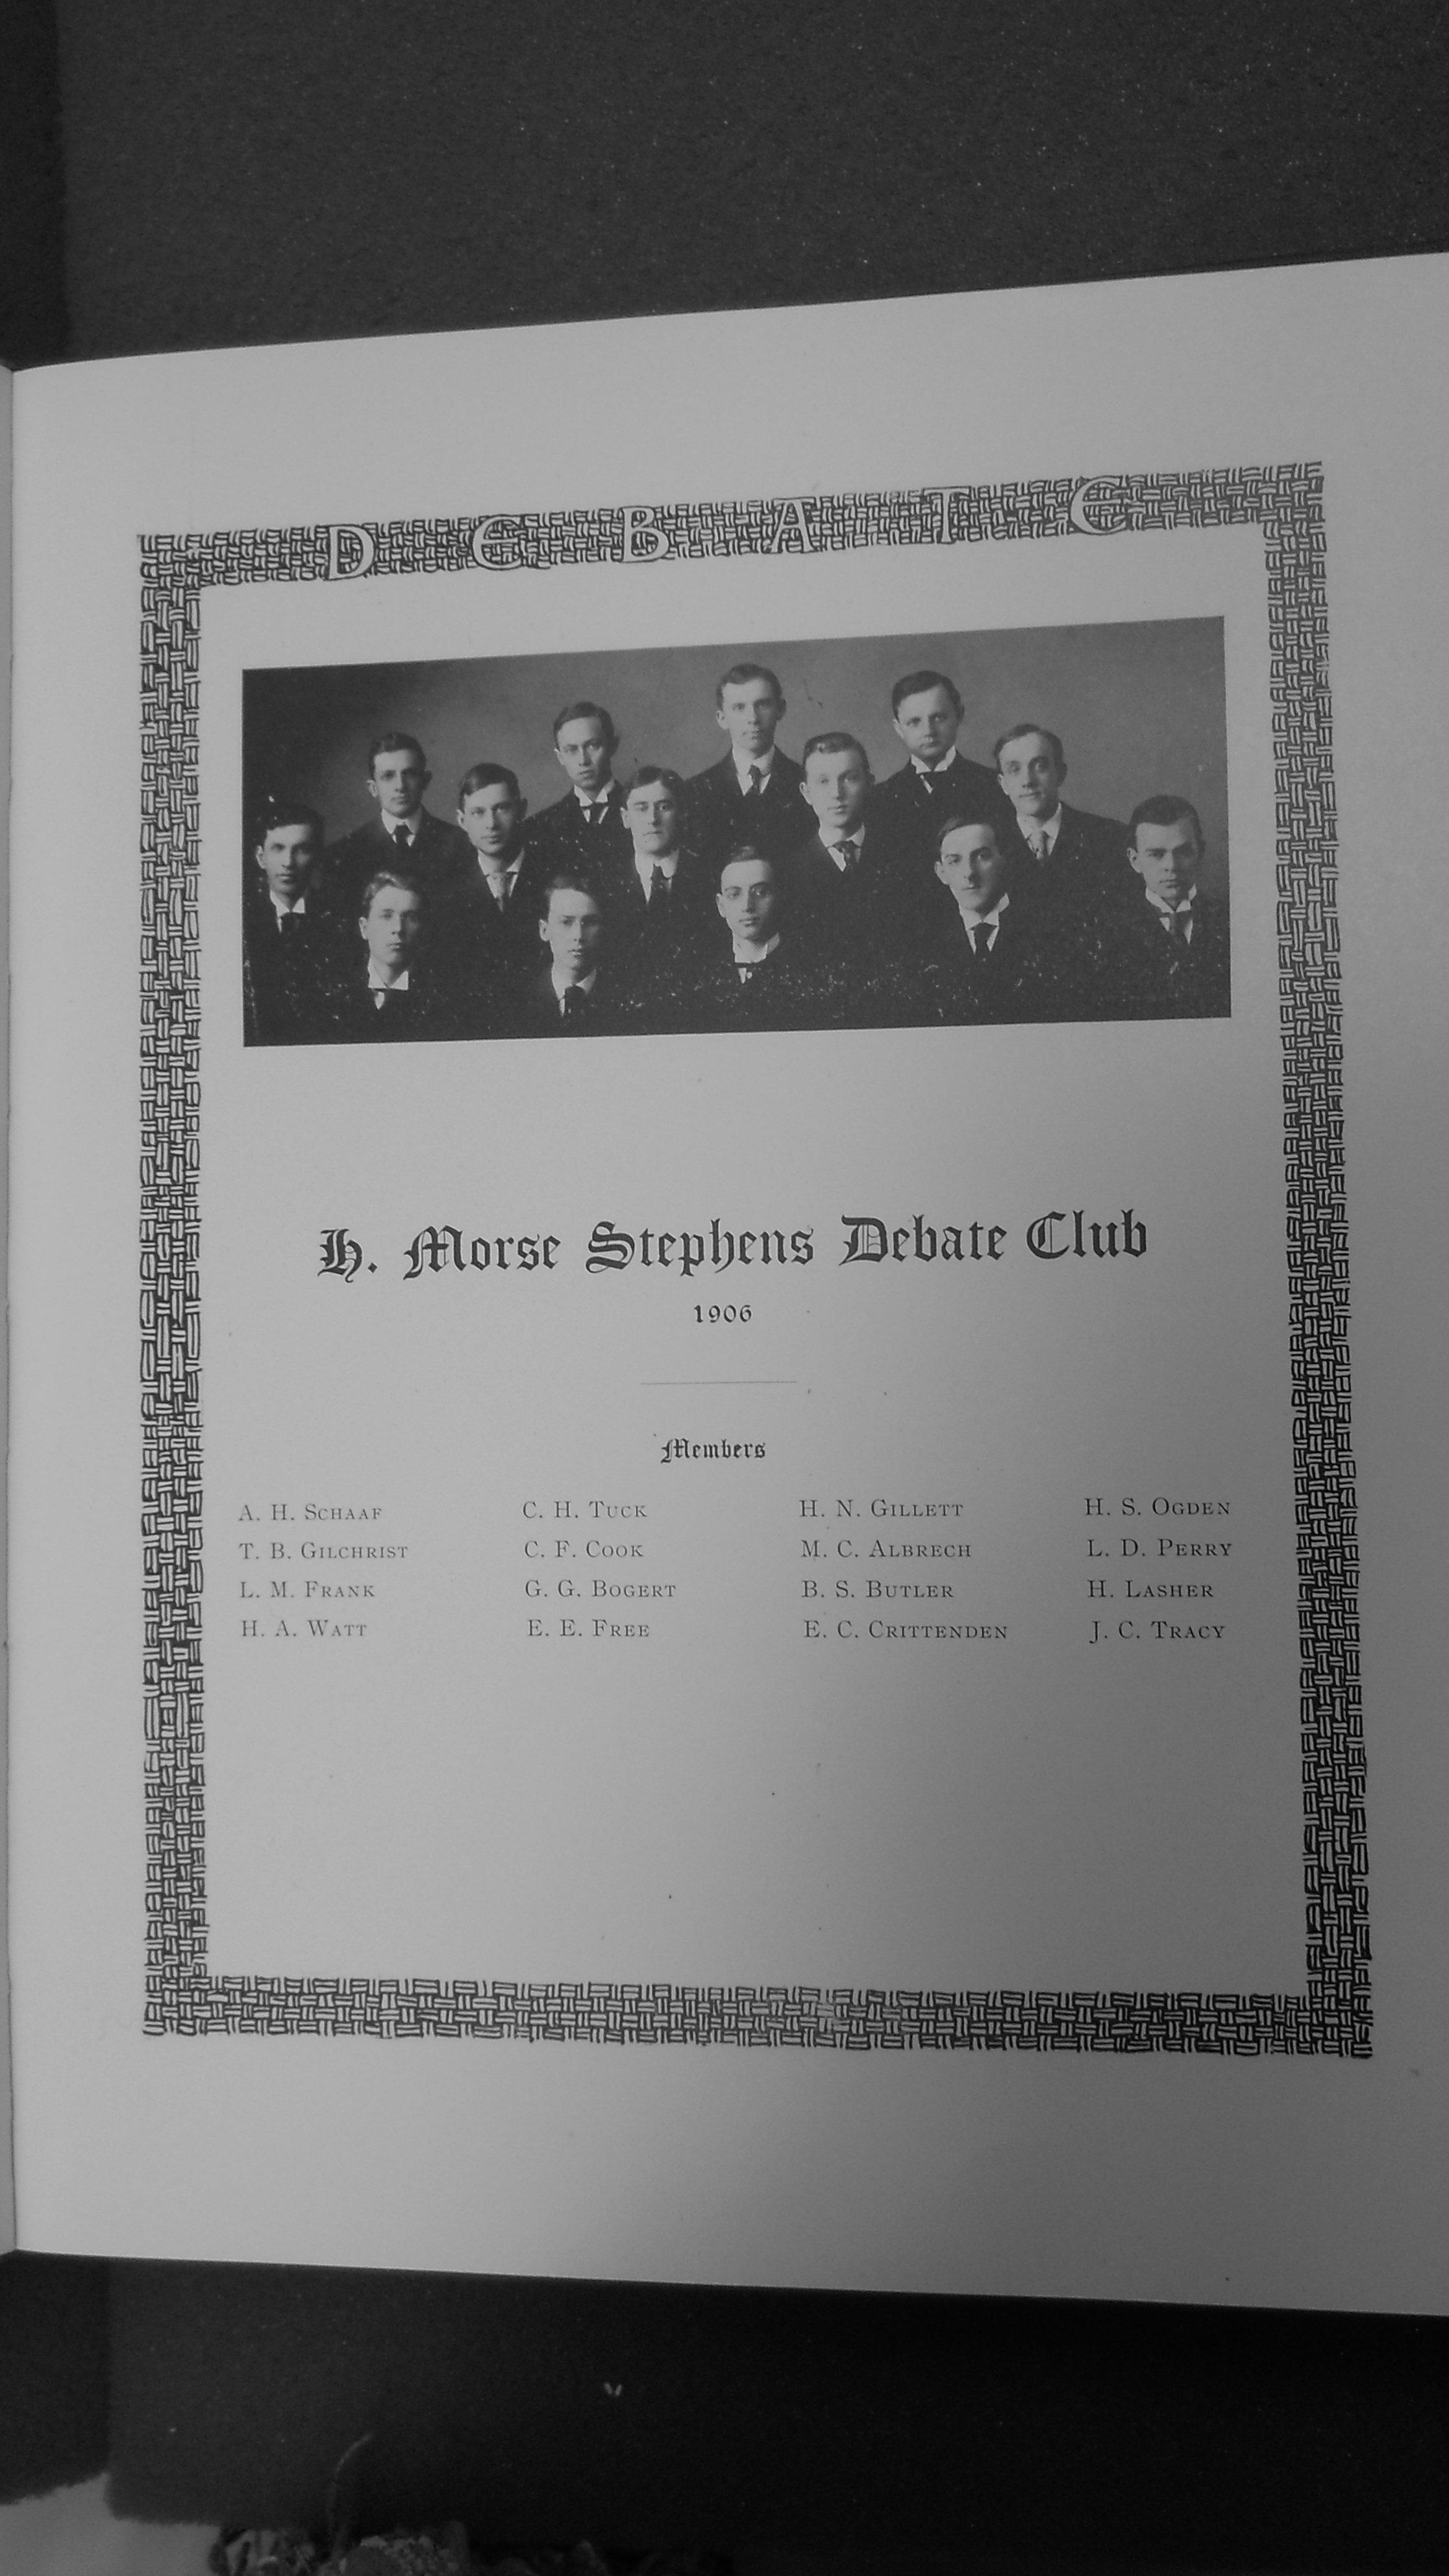 DEBATE
H. Morse Stephens Debate Club
1906
Members
A. H. SCHAAF C. H. TUCK H. N. GILLETT H. S. OGDEN
T. B. GILCHRIST C. F. COOK M. C. ALBRECH L. D. PERRY
L. M. FRANK G. G. BOGERT B. S. BUTLER H. LASHER
H. A. WATT E. E. FREE E. C. CRITTENDEN J. C. TRACY